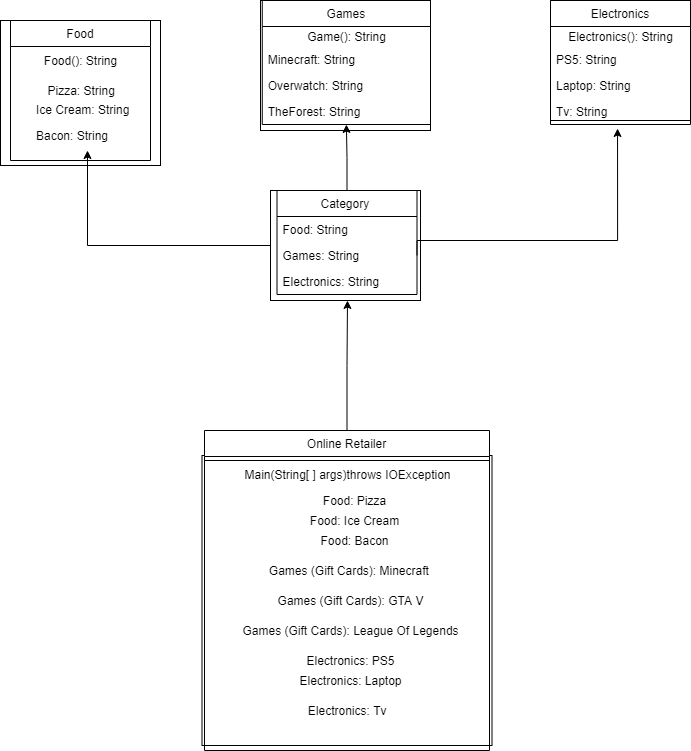 Food
Food(): String
Pizza: String
Ice Cream: String
Bacon: String
Games
Game(): String
Minecraft: String
Overwatch: String
TheForest: String
Electronics
Electronics(): String
PS5: String
Laptop: String
Tv: String
Category
Food: String
Games: String
Electronics: String
Online Retailer
Main(String[ ] args)throws IOException
Food: Pizza
Food: Ice Cream
Food: Bacon
Games (Gift Cards): Minecraft
Games (Gift Cards): GTA V
Games (Gift Cards): League Of Legends
Electronics: PS5
Electronics: Laptop
Electronics: Tv